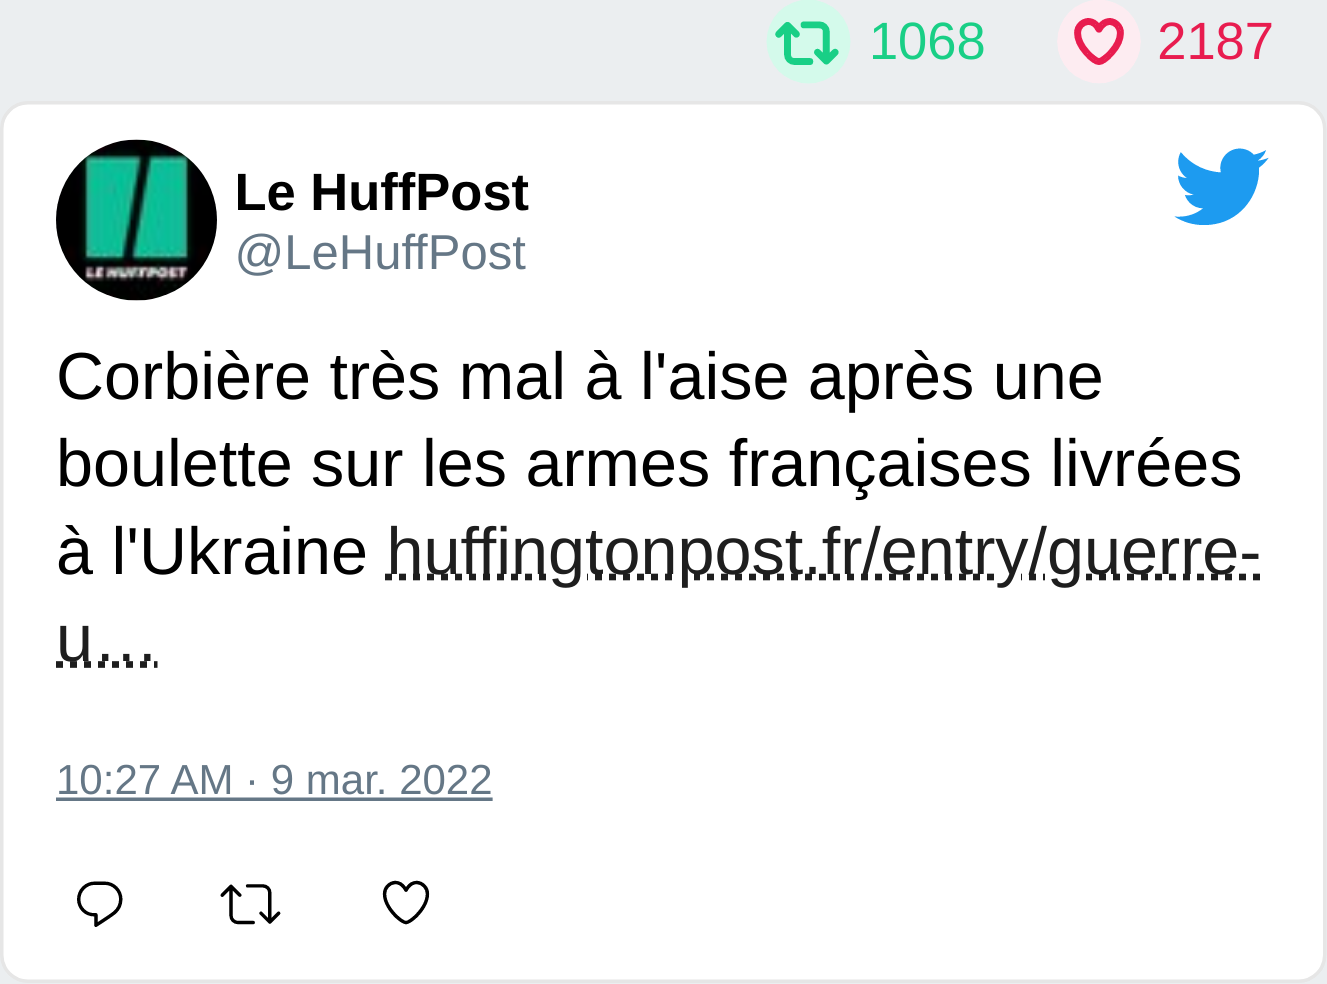 1068 2187
LE HUFFPOST
Le HuffPost
@LeHuffPost
Corbière très mal à l'aise après une
boulette sur les armes françaises livrées
à l'Ukraine huffingtonpost.fr/entry/guerre-
u…
10:27 AM · 9 mar. 2022